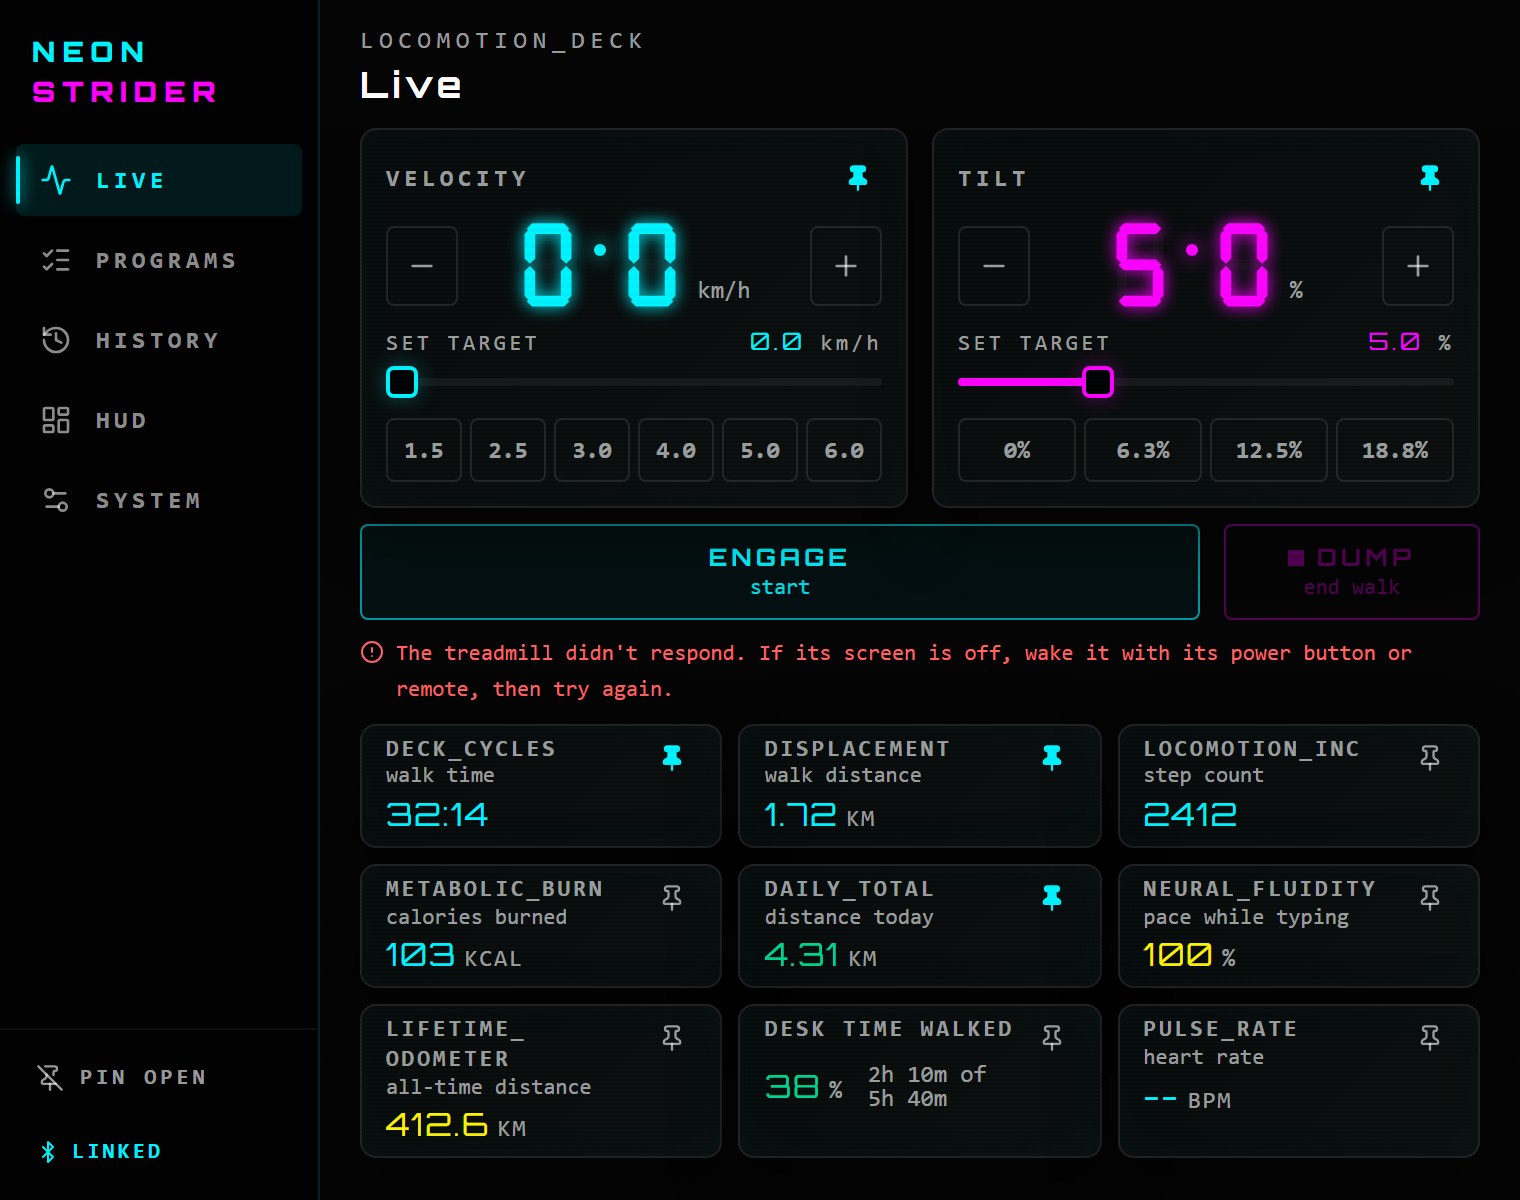 NEON
STRIDER
LIVE
PROGRAMS
HISTORY
HUD
SYSTEM
PIN OPEN
LINKED
LOCOMOTION_DECK
Live
VELOCITY
0.0 km/h
SET TARGET 0.0 km/h
1.5 2.5 3.0 4.0 5.0 6.0
TILT
5.0 %
SET TARGET 5.0 %
0% 6.3% 12.5% 18.8%
ENGAGE
start
DUMP
end walk
The treadmill didn't respond. If its screen is off, wake it with its power button or
remote, then try again.
DECK_CYCLES
walk time
32:14
DISPLACEMENT
walk distance
1.72 KM
LOCOMOTION_INC
step count
2412
METABOLIC_BURN
calories burned
103 KCAL
DAILY_TOTAL
distance today
4.31 KM
NEURAL_FLUIDITY
pace while typing
100 %
LIFETIME_
ODOMETER
all-time distance
412.6 KM
DESK TIME WALKED
38 %
2h 10m of
5h 40m
PULSE_RATE
heart rate
-- BPM